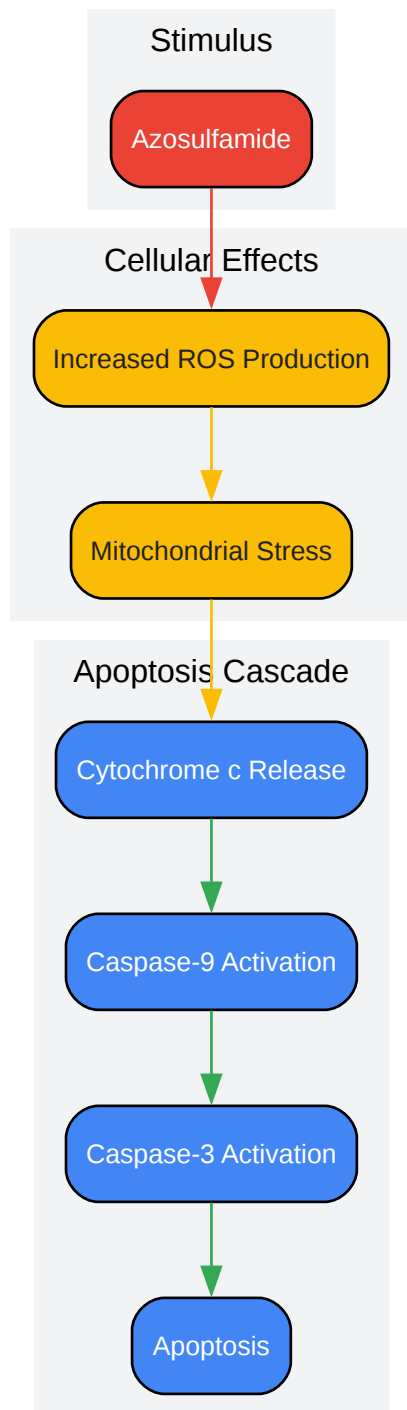 Stimulus
Azosulfamide
Cellular Effects
Increased ROS Production
Mitochondrial Stress
Apoptosis Cascade
Cytochrome c Release
Caspase-9 Activation
Caspase-3 Activation
Apoptosis